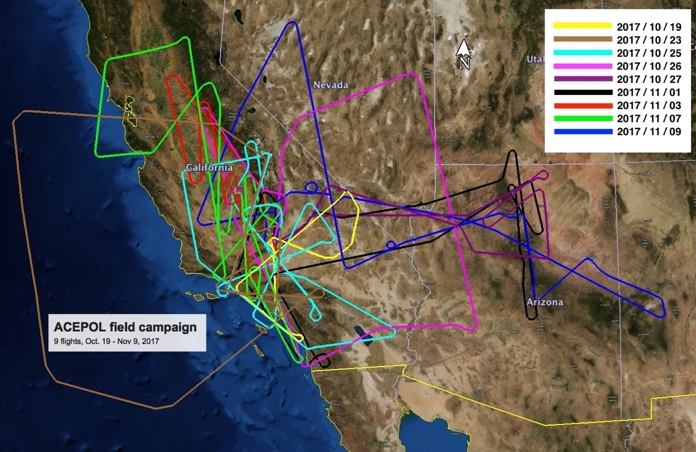 2017 / 10 / 19
2017 / 10 / 23
2017 / 10 / 25
2017 / 10 / 26
2017 / 10 / 27
2017 / 11 / 01
2017 / 11 / 03
2017 / 11 / 07
2017 / 11 / 09
N
Utah
Nevada
California
Arizona
ACEPOL field campaign
9 flights, Oct. 19 - Nov 9, 2017